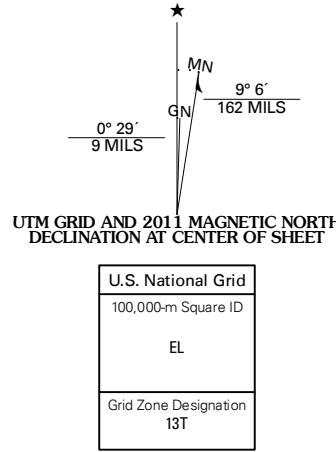 ★
MN
GN
9° 6´
162 MILS
0° 29´
9 MILS
UTM GRID AND 2011 MAGNETIC NORTH
DECLINATION AT CENTER OF SHEET
U.S. National Grid
100,000-m Square ID
EL
Grid Zone Designation
13T